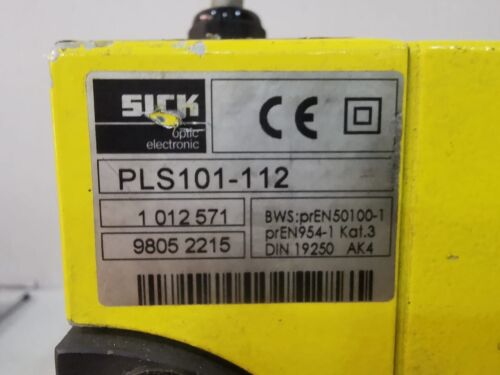 SICK
optic
electronic
PLS101-112
1 012 571
9805 2215
BWS:prEN50100-1
prEN954-1 Kat.3
DIN 19250 AK4
CE